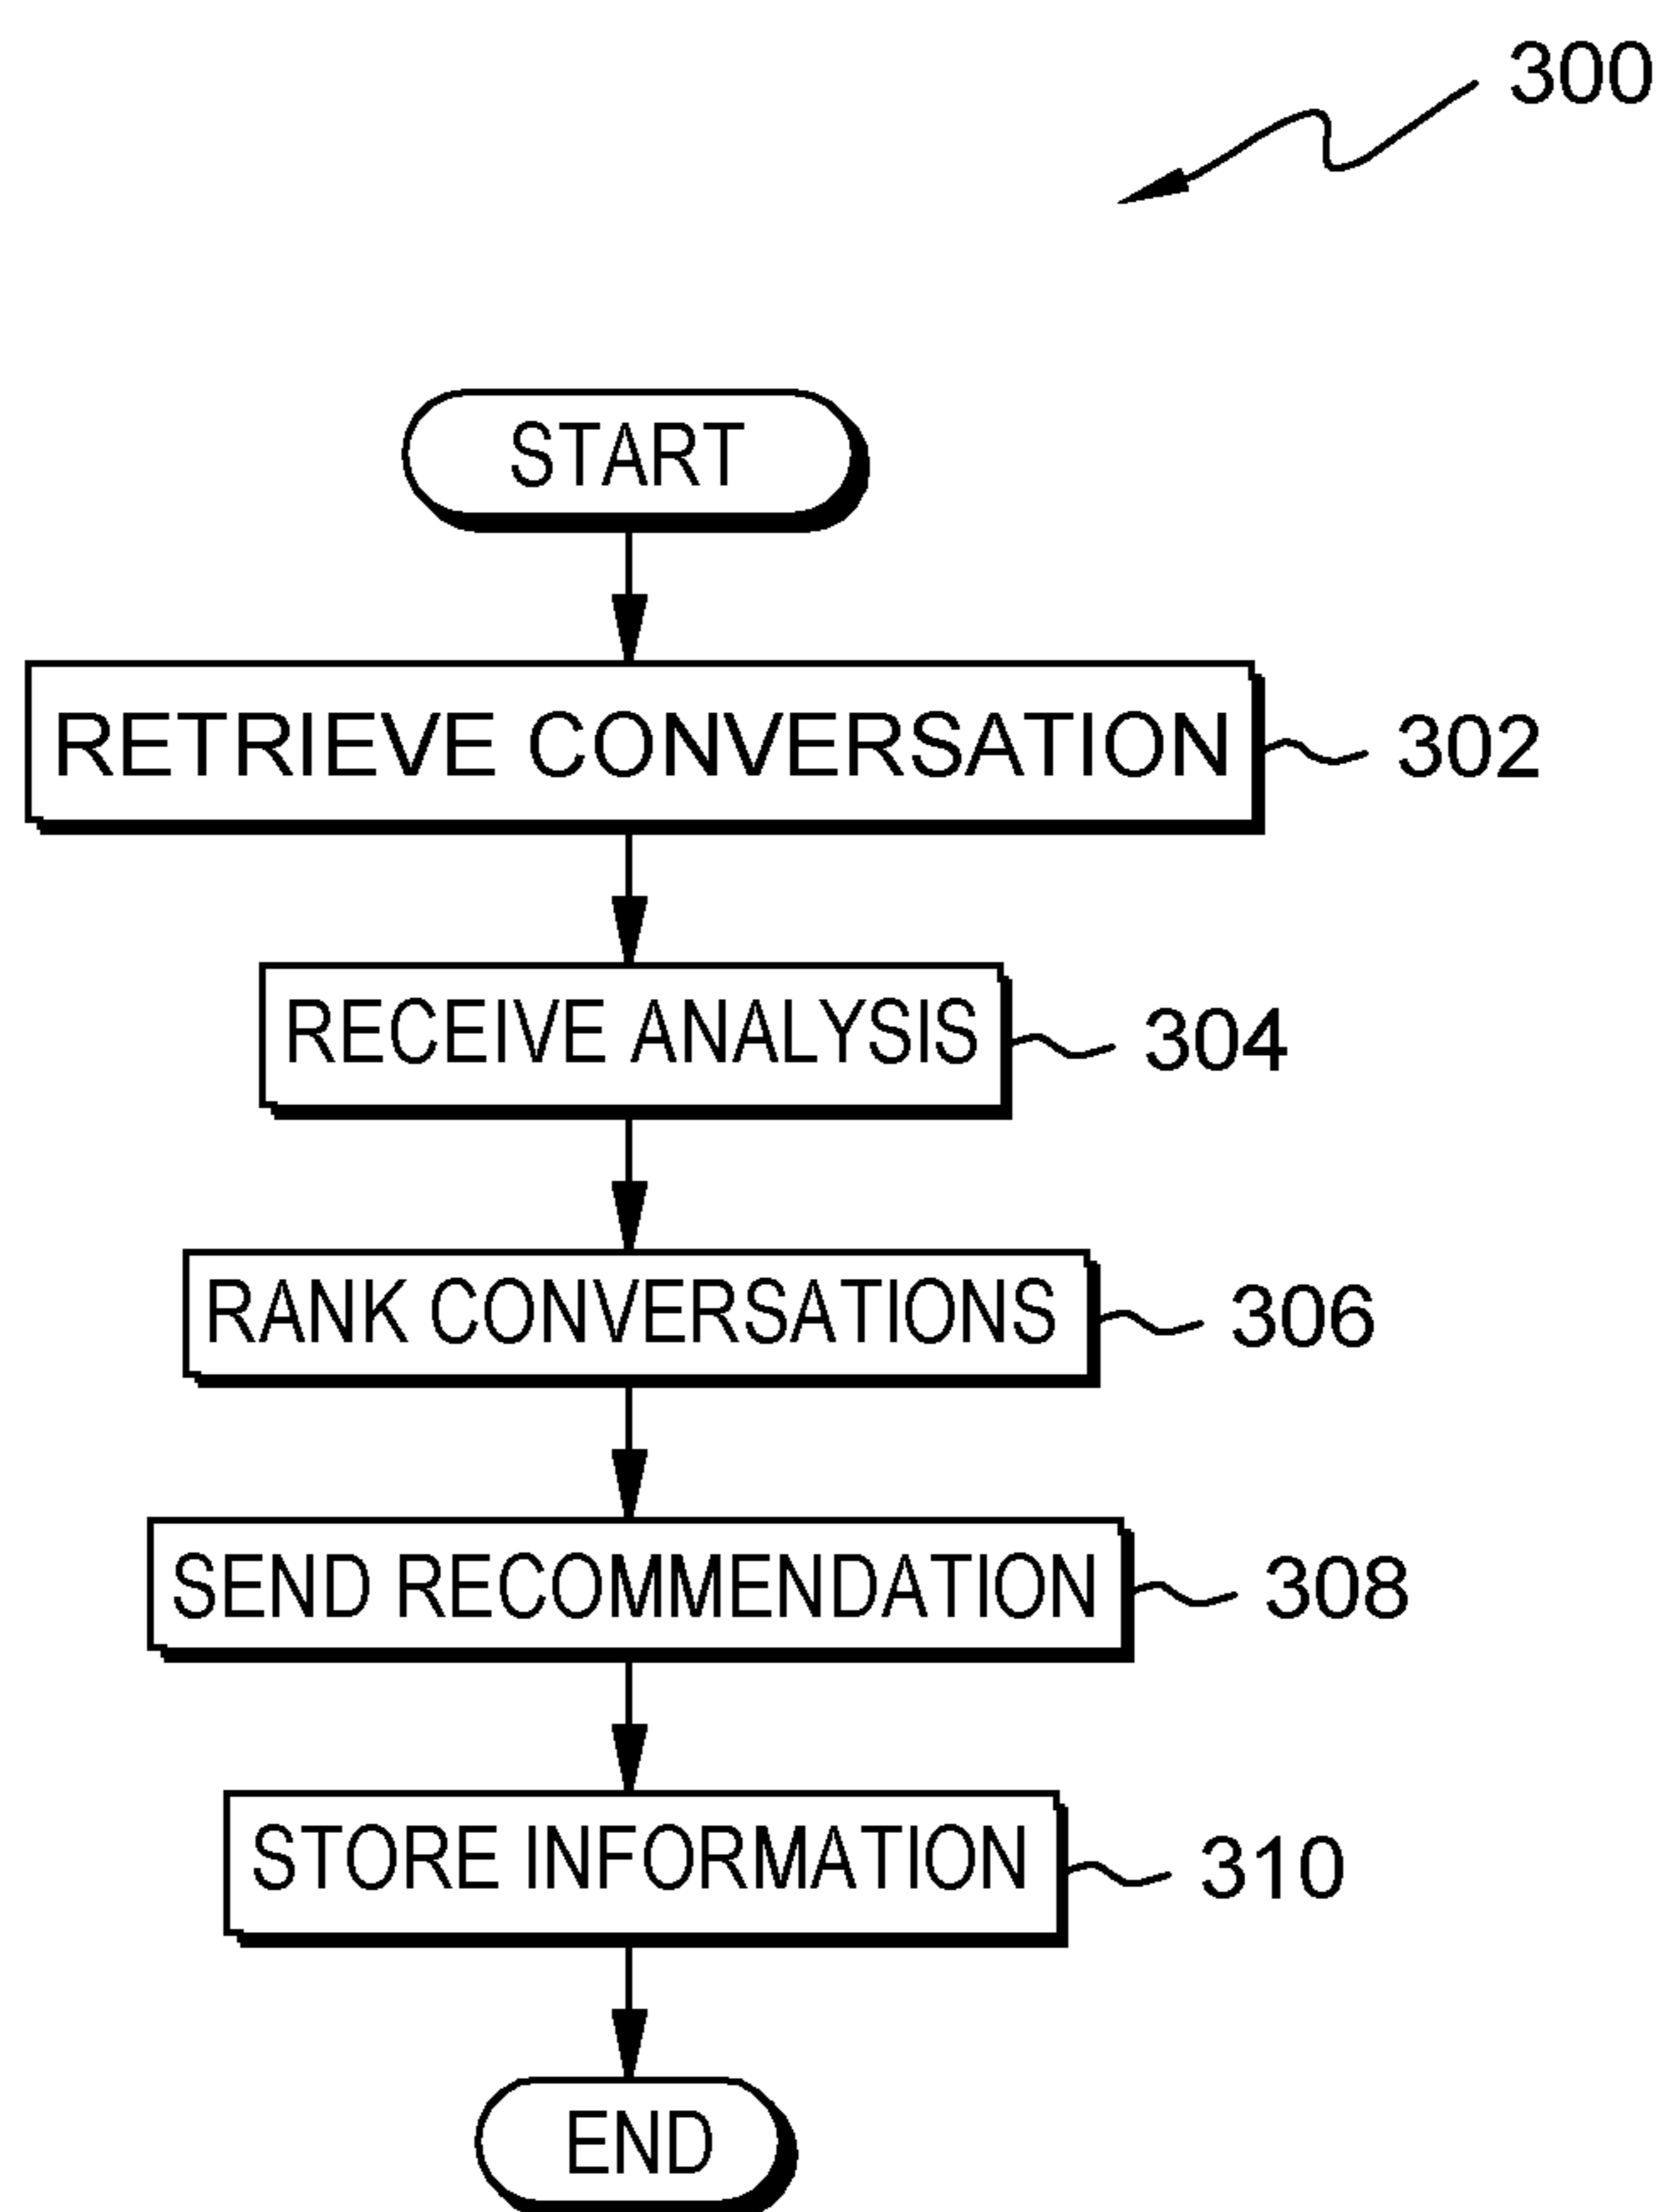 300
START
RETRIEVE CONVERSATION
302
RECEIVE ANALYSIS
304
RANK CONVERSATIONS
306
SEND RECOMMENDATION
308
STORE INFORMATION
310
END